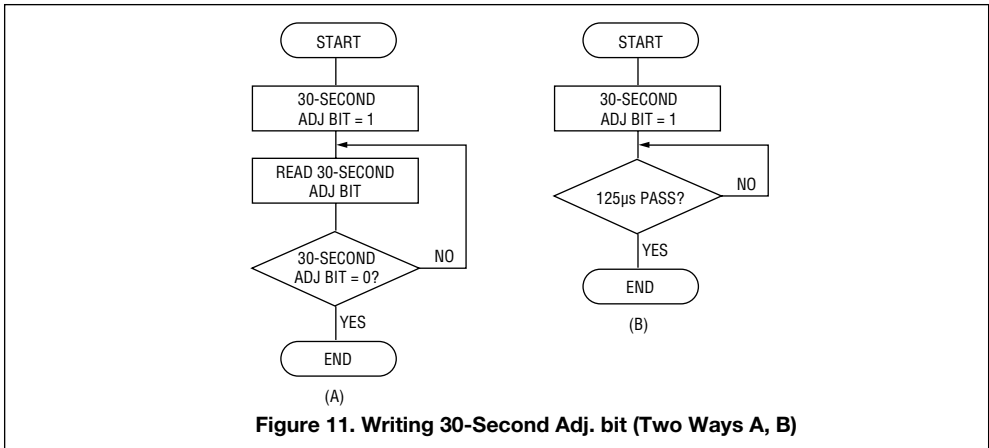 START
30-SECOND
ADJ BIT = 1
READ 30-SECOND
ADJ BIT
30-SECOND
ADJ BIT = 0?
NO
YES
END
(A)
START
30-SECOND
ADJ BIT = 1
125µs PASS?
NO
YES
END
(B)
Figure 11. Writing 30-Second Adj. bit (Two Ways A, B)